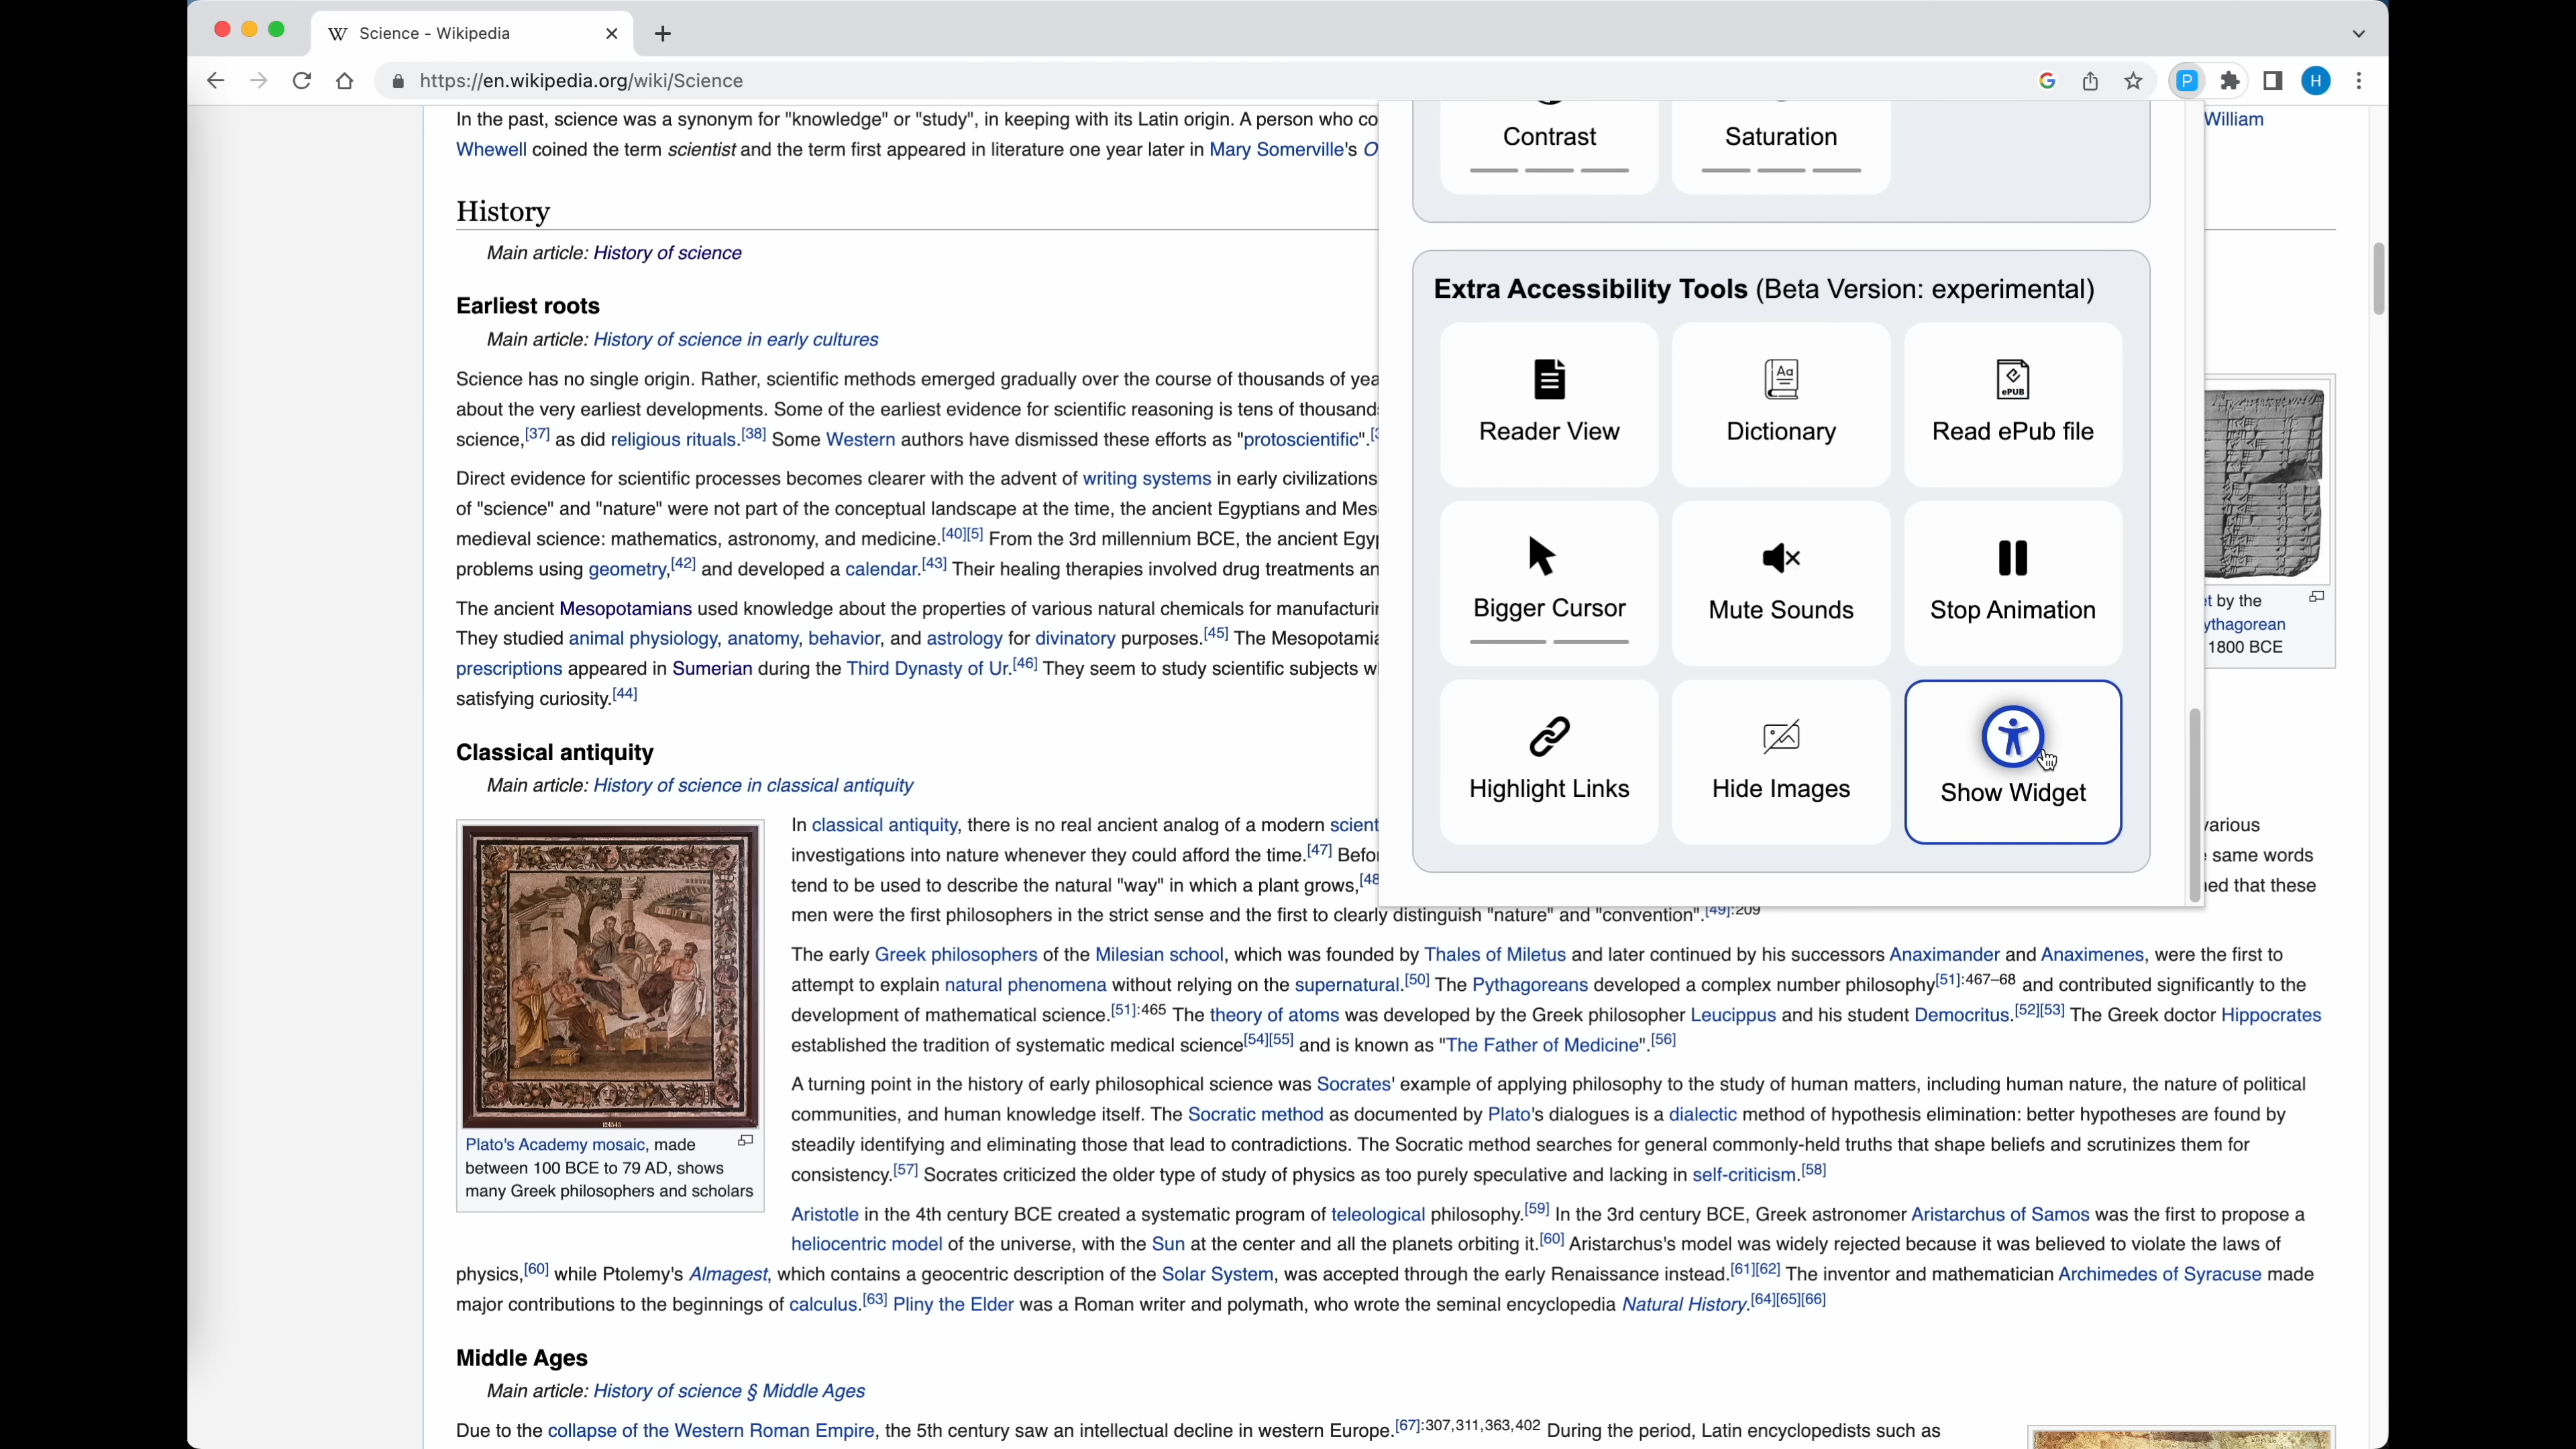 Science - Wikipedia
https://en.wikipedia.org/wiki/Science
P
H
In the past, science was a synonym for "knowledge" or "study", in keeping with its Latin origin. A person who co
William
Whewell coined the term scientist and the term first appeared in literature one year later in Mary Somerville's O
History
Main article: History of science
Earliest roots
Main article: History of science in early cultures
Science has no single origin. Rather, scientific methods emerged gradually over the course of thousands of yea
about the very earliest developments. Some of the earliest evidence for scientific reasoning is tens of thousand
science,[37] as did religious rituals.[38] Some Western authors have dismissed these efforts as "protoscientific".[3
Direct evidence for scientific processes becomes clearer with the advent of writing systems in early civilizations
of "science" and "nature" were not part of the conceptual landscape at the time, the ancient Egyptians and Mes
medieval science: mathematics, astronomy, and medicine.[40][5] From the 3rd millennium BCE, the ancient Egyp
problems using geometry,[42] and developed a calendar.[43] Their healing therapies involved drug treatments an
The ancient Mesopotamians used knowledge about the properties of various natural chemicals for manufacturin
They studied animal physiology, anatomy, behavior, and astrology for divinatory purposes.[45] The Mesopotamia
prescriptions appeared in Sumerian during the Third Dynasty of Ur.[46] They seem to study scientific subjects w
satisfying curiosity.[44]
et by the
ythagorean
1800 BCE
Contrast
Saturation
Extra Accessibility Tools (Beta Version: experimental)
Reader View
Aa
Dictionary
ePUB
Read ePub file
Bigger Cursor
Mute Sounds
Stop Animation
Highlight Links
Hide Images
Show Widget
Classical antiquity
Main article: History of science in classical antiquity
In classical antiquity, there is no real ancient analog of a modern scient
various
investigations into nature whenever they could afford the time.[47] Befor
same words
tend to be used to describe the natural "way" in which a plant grows,[48
ed that these
men were the first philosophers in the strict sense and the first to clearly distinguish "nature" and "convention".[49]:209
The early Greek philosophers of the Milesian school, which was founded by Thales of Miletus and later continued by his successors Anaximander and Anaximenes, were the first to
attempt to explain natural phenomena without relying on the supernatural.[50] The Pythagoreans developed a complex number philosophy[51]:467–68 and contributed significantly to the
development of mathematical science.[51]:465 The theory of atoms was developed by the Greek philosopher Leucippus and his student Democritus.[52][53] The Greek doctor Hippocrates
established the tradition of systematic medical science[54][55] and is known as "The Father of Medicine".[56]
124545
Plato's Academy mosaic, made
between 100 BCE to 79 AD, shows
many Greek philosophers and scholars
A turning point in the history of early philosophical science was Socrates' example of applying philosophy to the study of human matters, including human nature, the nature of political
communities, and human knowledge itself. The Socratic method as documented by Plato's dialogues is a dialectic method of hypothesis elimination: better hypotheses are found by
steadily identifying and eliminating those that lead to contradictions. The Socratic method searches for general commonly-held truths that shape beliefs and scrutinizes them for
consistency.[57] Socrates criticized the older type of study of physics as too purely speculative and lacking in self-criticism.[58]
Aristotle in the 4th century BCE created a systematic program of teleological philosophy.[59] In the 3rd century BCE, Greek astronomer Aristarchus of Samos was the first to propose a
heliocentric model of the universe, with the Sun at the center and all the planets orbiting it.[60] Aristarchus's model was widely rejected because it was believed to violate the laws of
physics,[60] while Ptolemy's Almagest, which contains a geocentric description of the Solar System, was accepted through the early Renaissance instead.[61][62] The inventor and mathematician Archimedes of Syracuse made
major contributions to the beginnings of calculus.[63] Pliny the Elder was a Roman writer and polymath, who wrote the seminal encyclopedia Natural History.[64][65][66]
Middle Ages
Main article: History of science § Middle Ages
Due to the collapse of the Western Roman Empire, the 5th century saw an intellectual decline in western Europe.[67]:307,311,363,402 During the period, Latin encyclopedists such as